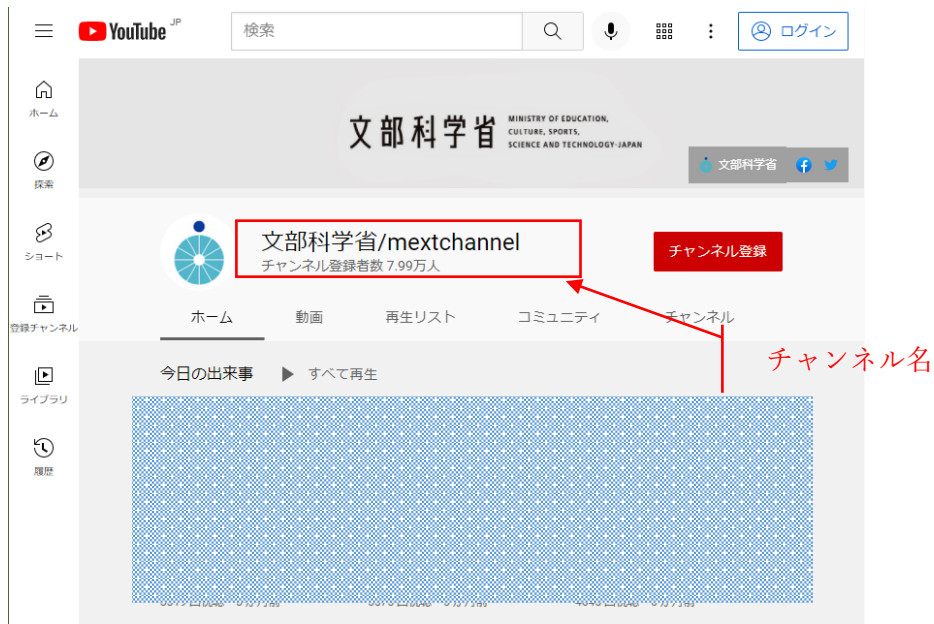 YouTube JP
検索
ログイン
ホーム
探索
ショート
登録チャンネル
ライブラリ
履歴
文部科学省
MINISTRY OF EDUCATION,
CULTURE, SPORTS,
SCIENCE AND TECHNOLOGY-JAPAN
文部科学省
文部科学省/mextchannel
チャンネル登録者数 7.99万人
チャンネル登録
ホーム 動画 再生リスト コミュニティ チャンネル
チャンネル名
今日の出来事 すべて再生